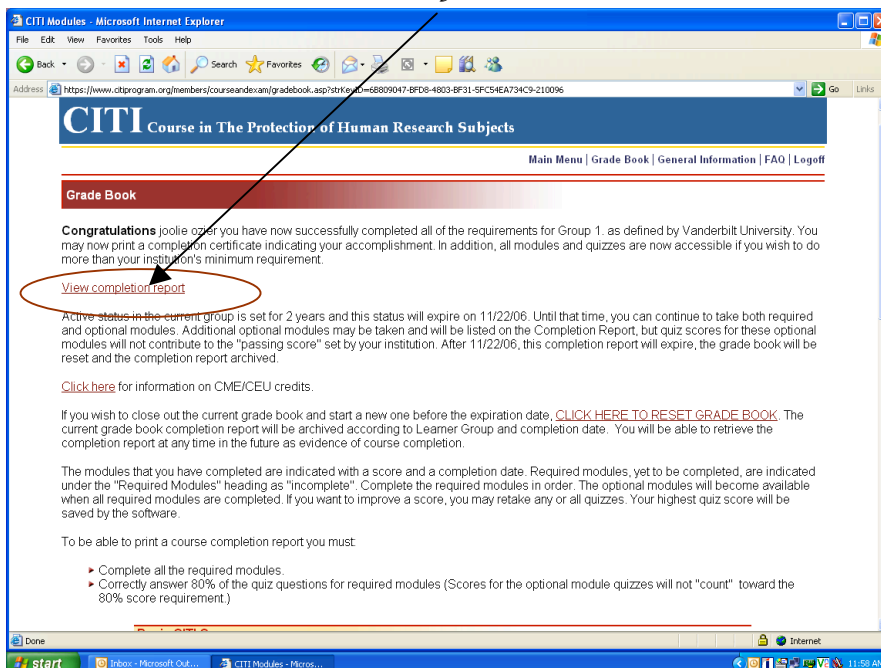 CITI Modules - Microsoft Internet Explorer
File Edit View Favorites Tools Help
Back Search Favorites
Address https://www.citiprogram.org/members/courseandexam/gradebook.asp?strKeyID=6B809047-BFD8-4803-BF31-5FC54EA734C9-210096 Go Links
CITI Course in The Protection of Human Research Subjects
Main Menu | Grade Book | General Information | FAQ | Logoff
Grade Book
Congratulations joolie ozier you have now successfully completed all of the requirements for Group 1. as defined by Vanderbilt University. You
may now print a completion certificate indicating your accomplishment. In addition, all modules and quizzes are now accessible if you wish to do
more than your institution's minimum requirement.
View completion report
Active status in the current group is set for 2 years and this status will expire on 11/22/06. Until that time, you can continue to take both required
and optional modules. Additional optional modules may be taken and will be listed on the Completion Report, but quiz scores for these optional
modules will not contribute to the "passing score" set by your institution. After 11/22/06, this completion report will expire, the grade book will be
reset and the completion report archived.
Click here for information on CME/CEU credits.
If you wish to close out the current grade book and start a new one before the expiration date, CLICK HERE TO RESET GRADE BOOK. The
current grade book completion report will be archived according to Learner Group and completion date. You will be able to retrieve the
completion report at any time in the future as evidence of course completion.
The modules that you have completed are indicated with a score and a completion date. Required modules, yet to be completed, are indicated
under the "Required Modules" heading as "incomplete". Complete the required modules in order. The optional modules will become available
when all required modules are completed. If you want to improve a score, you may retake any or all quizzes. Your highest quiz score will be
saved by the software.
To be able to print a course completion report you must:
Complete all the required modules.
Correctly answer 80% of the quiz questions for required modules (Scores for the optional module quizzes will not "count" toward the
80% score requirement.)
Done Internet
start Inbox - Microsoft Out... CITI Modules - Micros... 11:58 AM